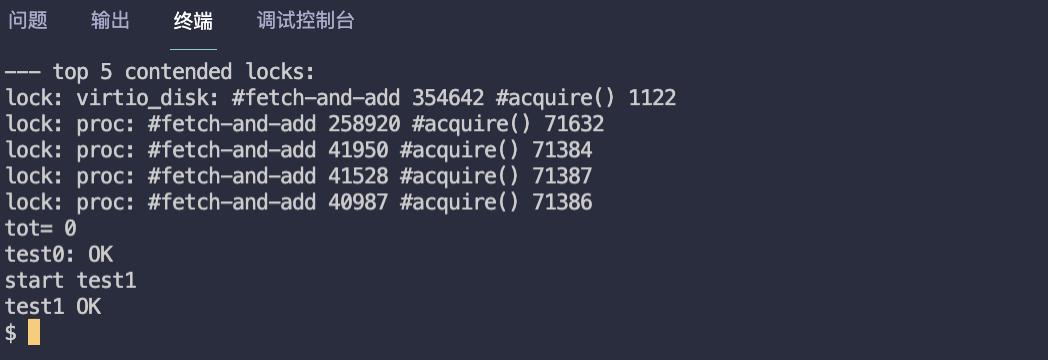 问题 输出 终端 调试控制台
--- top 5 contended locks:
lock: virtio_disk: #fetch-and-add 354642 #acquire() 1122
lock: proc: #fetch-and-add 258920 #acquire() 71632
lock: proc: #fetch-and-add 41950 #acquire() 71384
lock: proc: #fetch-and-add 41528 #acquire() 71387
lock: proc: #fetch-and-add 40987 #acquire() 71386
tot= 0
test0: OK
start test1
test1 OK
$